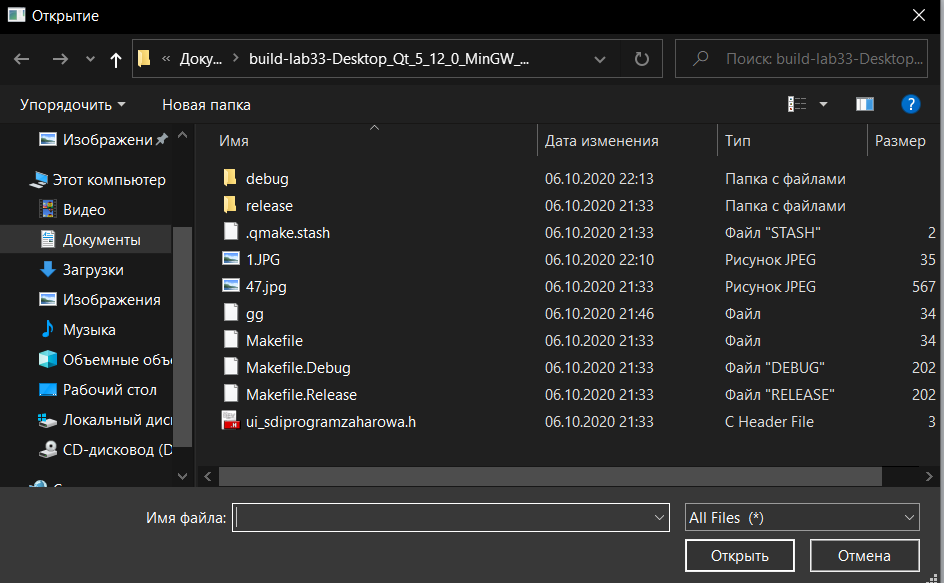 Открытие
« Доку... > build-lab33-Desktop_Qt_5_12_0_MinGW_...
Поиск: build-lab33-Desktop...
Упорядочить
Новая папка
Изображени
Этот компьютер
Видео
Документы
Загрузки
Изображения
Музыка
Объемные объ
Рабочий стол
Локальный дис
CD-дисковод (D
Имя Дата изменения Тип Размер
debug 06.10.2020 22:13 Папка с файлами
release 06.10.2020 21:33 Папка с файлами
.qmake.stash 06.10.2020 21:33 Файл "STASH" 2
1.JPG 06.10.2020 22:10 Рисунок JPEG 35
47.jpg 06.10.2020 21:33 Рисунок JPEG 567
gg 06.10.2020 21:46 Файл 34
Makefile 06.10.2020 21:33 Файл 34
Makefile.Debug 06.10.2020 21:33 Файл "DEBUG" 202
Makefile.Release 06.10.2020 21:33 Файл "RELEASE" 202
ui_sdiprogramzaharowa.h 06.10.2020 21:33 C Header File 3
Имя файла:
All Files (*)
Открыть
Отмена